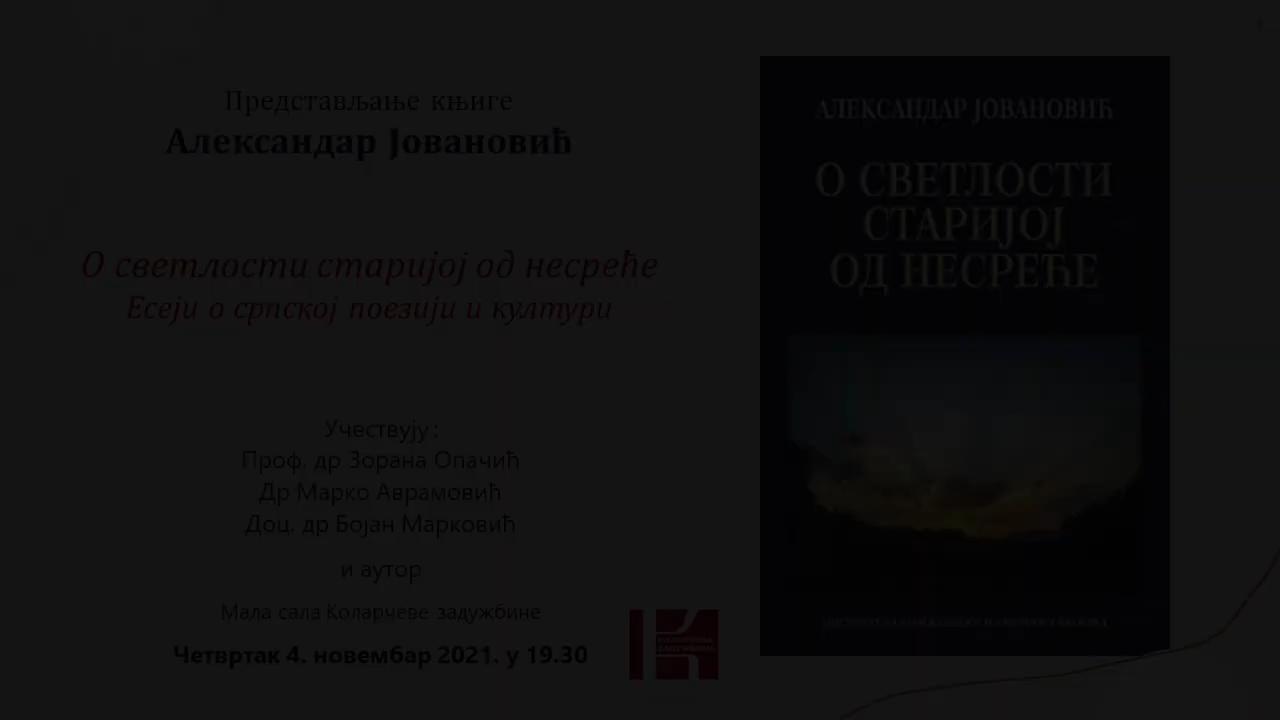 Представљање књиге
Александар Јовановић
О светлости старијој од несреће
Есеји о српској поезији и култури
Учествују:
Проф. др Зорана Опачић
Др Марко Аврамовић
Доц. др Бојан Марковић
и аутор
Мала сала Коларчеве задужбине
Четвртак 4. новембар 2021. у 19.30
АЛЕКСАНДАР ЈОВАНОВИЋ
О СВЕТЛОСТИ
СТАРИЈОЈ
ОД НЕСРЕЋЕ